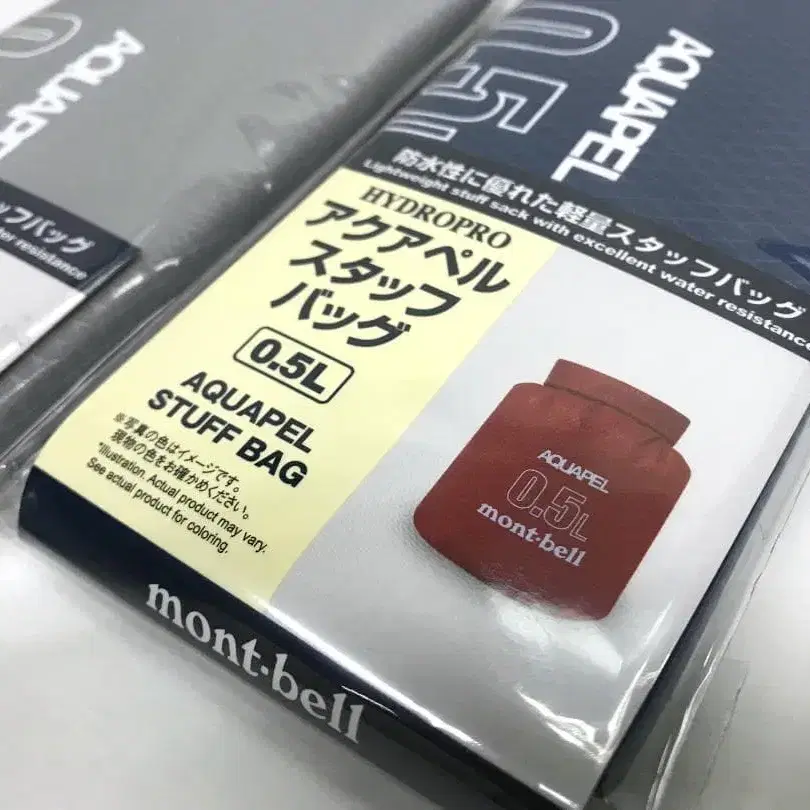 AQUAPEL
ッフバッグ
er resistance
0.5L
AQUAPEL
防水性に優れた軽量スタッフバッグ
Lightweight stuff sack with excellent water resistance
HYDROPRO
アクアペル
スタッフ
バッグ
0.5L
AQUAPEL
STUFF BAG
※写真の色はイメージです。
現物の色をお確かめください。
*Illustration. Actual product may vary.
See actual product for coloring.
AQUAPEL
0.5L
mont-bell
mont-bell